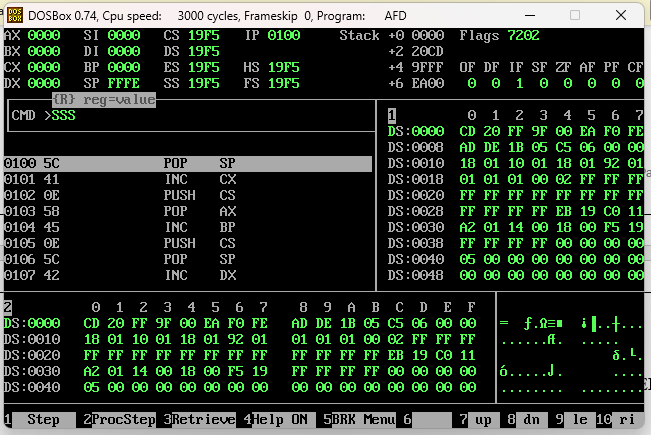 DOSBox 0.74, Cpu speed: 3000 cycles, Frameskip 0, Program: AFD
AX 0000 SI 0000 CS 19F5 IP 0100 Stack +0 0000 Flags 7202
BX 0000 DI 0000 DS 19F5 +2 20CD
CX 0000 BP 0000 ES 19F5 HS 19F5 +4 9FFF OF DF IF SF ZF AF PF CF
DX 0000 SP FFFE SS 19F5 FS 19F5 +6 EA00 0 0 1 0 0 0 0 0
{R} reg=value
CMD >SSS
0100 5C POP SP
0101 41 INC CX
0102 0E PUSH CS
0103 58 POP AX
0104 45 INC BP
0105 0E PUSH CS
0106 5C POP SP
0107 42 INC DX
1 0 1 2 3 4 5 6 7
DS:0000 CD 20 FF 9F 00 EA F0 FE
DS:0008 AD DE 1B 05 C5 06 00 00
DS:0010 18 01 10 01 18 01 92 01
DS:0018 01 01 01 00 02 FF FF FF
DS:0020 FF FF FF FF FF FF FF FF
DS:0028 FF FF FF FF EB 19 C0 11
DS:0030 A2 01 14 00 18 00 F5 19
DS:0038 FF FF FF FF 00 00 00 00
DS:0040 05 00 00 00 00 00 00 00
DS:0048 00 00 00 00 00 00 00 00
2 0 1 2 3 4 5 6 7 8 9 A B C D E F
DS:0000 CD 20 FF 9F 00 EA F0 FE AD DE 1B 05 C5 06 00 00
DS:0010 18 01 10 01 18 01 92 01 01 01 01 00 02 FF FF FF
DS:0020 FF FF FF FF FF FF FF FF FF FF FF FF EB 19 C0 11
DS:0030 A2 01 14 00 18 00 F5 19 FF FF FF FF 00 00 00 00
DS:0040 05 00 00 00 00 00 00 00 00 00 00 00 00 00 00 00
= ƒ.Ω≡■ ¡▐..┼...
......Æ. .....
δ.└.
ó.....J. ....
........ ........
1 Step 2ProcStep 3Retrieve 4Help ON 5BRK Menu 6 7 up 8 dn 9 le 10 ri